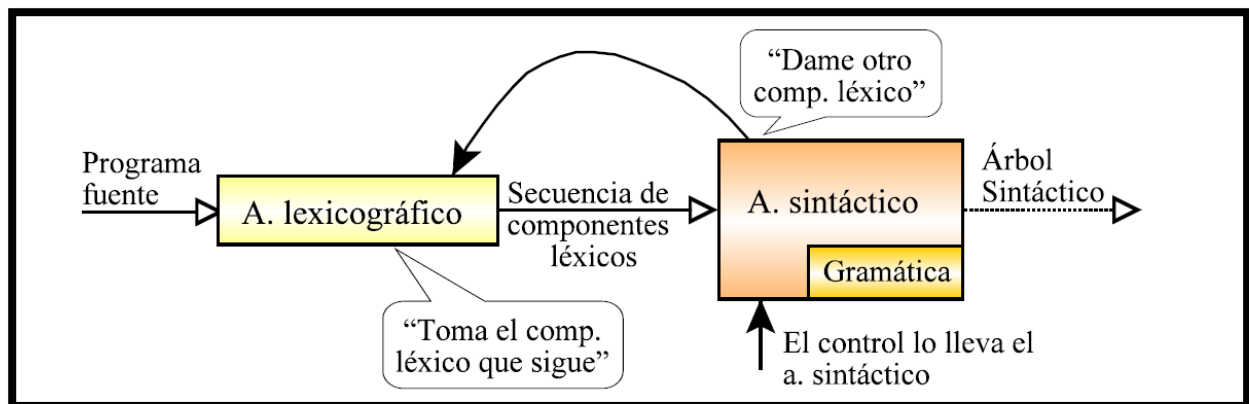 “Dame otro
comp. léxico”
Programa
fuente
A. lexicográfico
Secuencia de
componentes
léxicos
A. sintáctico
Gramática
Árbol
Sintáctico
“Toma el comp.
léxico que sigue”
El control lo lleva el
a. sintáctico